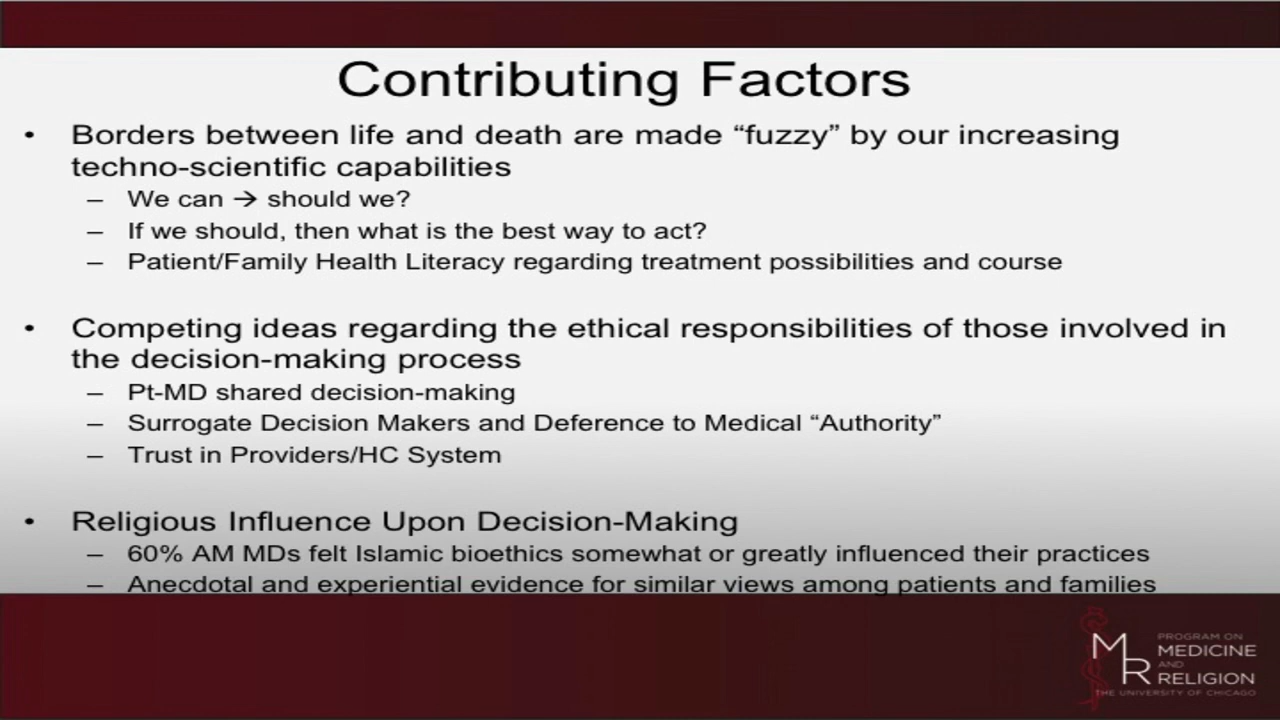 Contributing Factors
• Borders between life and death are made “fuzzy” by our increasing
techno-scientific capabilities
– We can → should we?
– If we should, then what is the best way to act?
– Patient/Family Health Literacy regarding treatment possibilities and course
• Competing ideas regarding the ethical responsibilities of those involved in
the decision-making process
– Pt-MD shared decision-making
– Surrogate Decision Makers and Deference to Medical “Authority”
– Trust in Providers/HC System
• Religious Influence Upon Decision-Making
– 60% AM MDs felt Islamic bioethics somewhat or greatly influenced their practices
– Anecdotal and experiential evidence for similar views among patients and families
MR
PROGRAM ON
MEDICINE
AND
RELIGION
THE UNIVERSITY OF CHICAGO